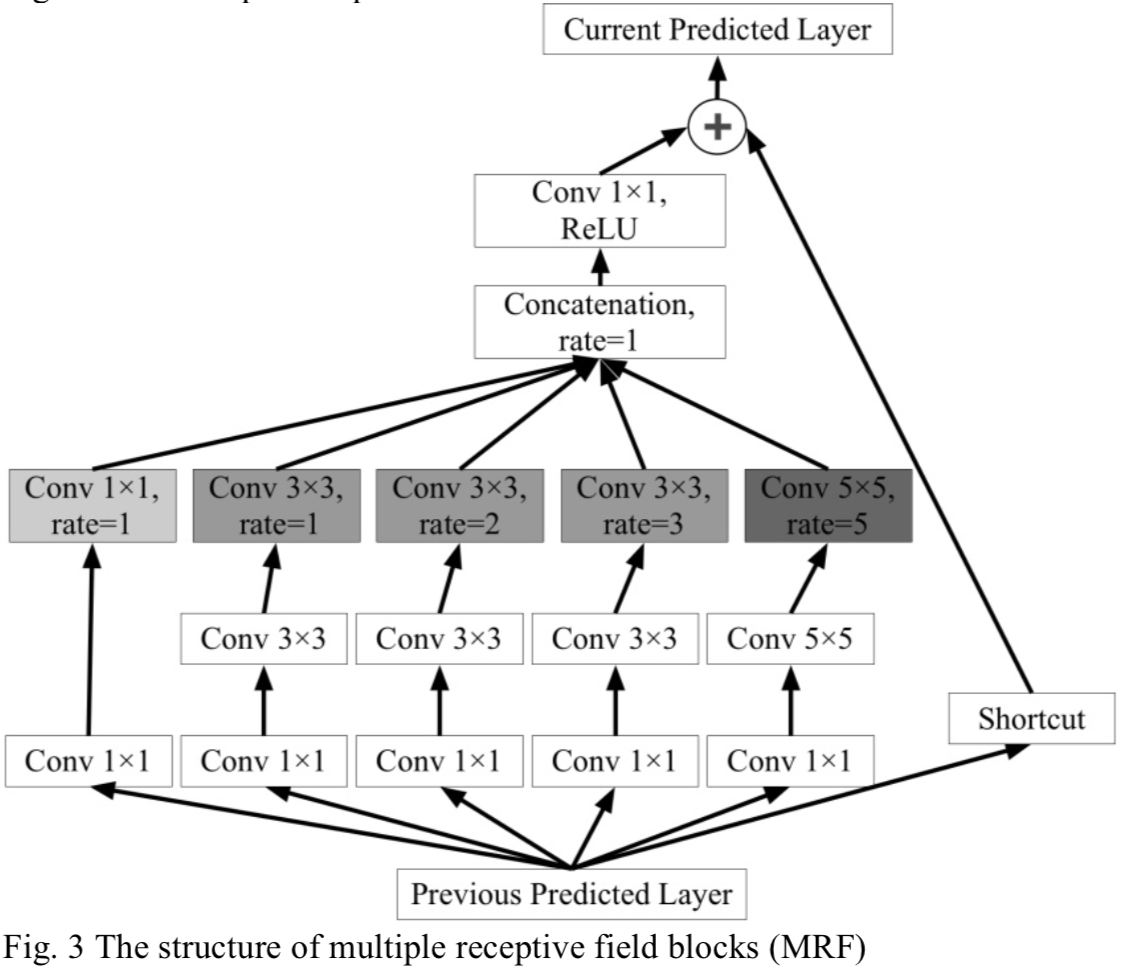 Current Predicted Layer
+
Conv 1×1,
ReLU
Concatenation,
rate=1
Conv 1×1,
rate=1
Conv 3×3,
rate=1
Conv 3×3,
rate=2
Conv 3×3,
rate=3
Conv 5×5,
rate=5
Conv 3×3
Conv 3×3
Conv 3×3
Conv 5×5
Shortcut
Conv 1×1
Conv 1×1
Conv 1×1
Conv 1×1
Conv 1×1
Previous Predicted Layer
Fig. 3 The structure of multiple receptive field blocks (MRF)